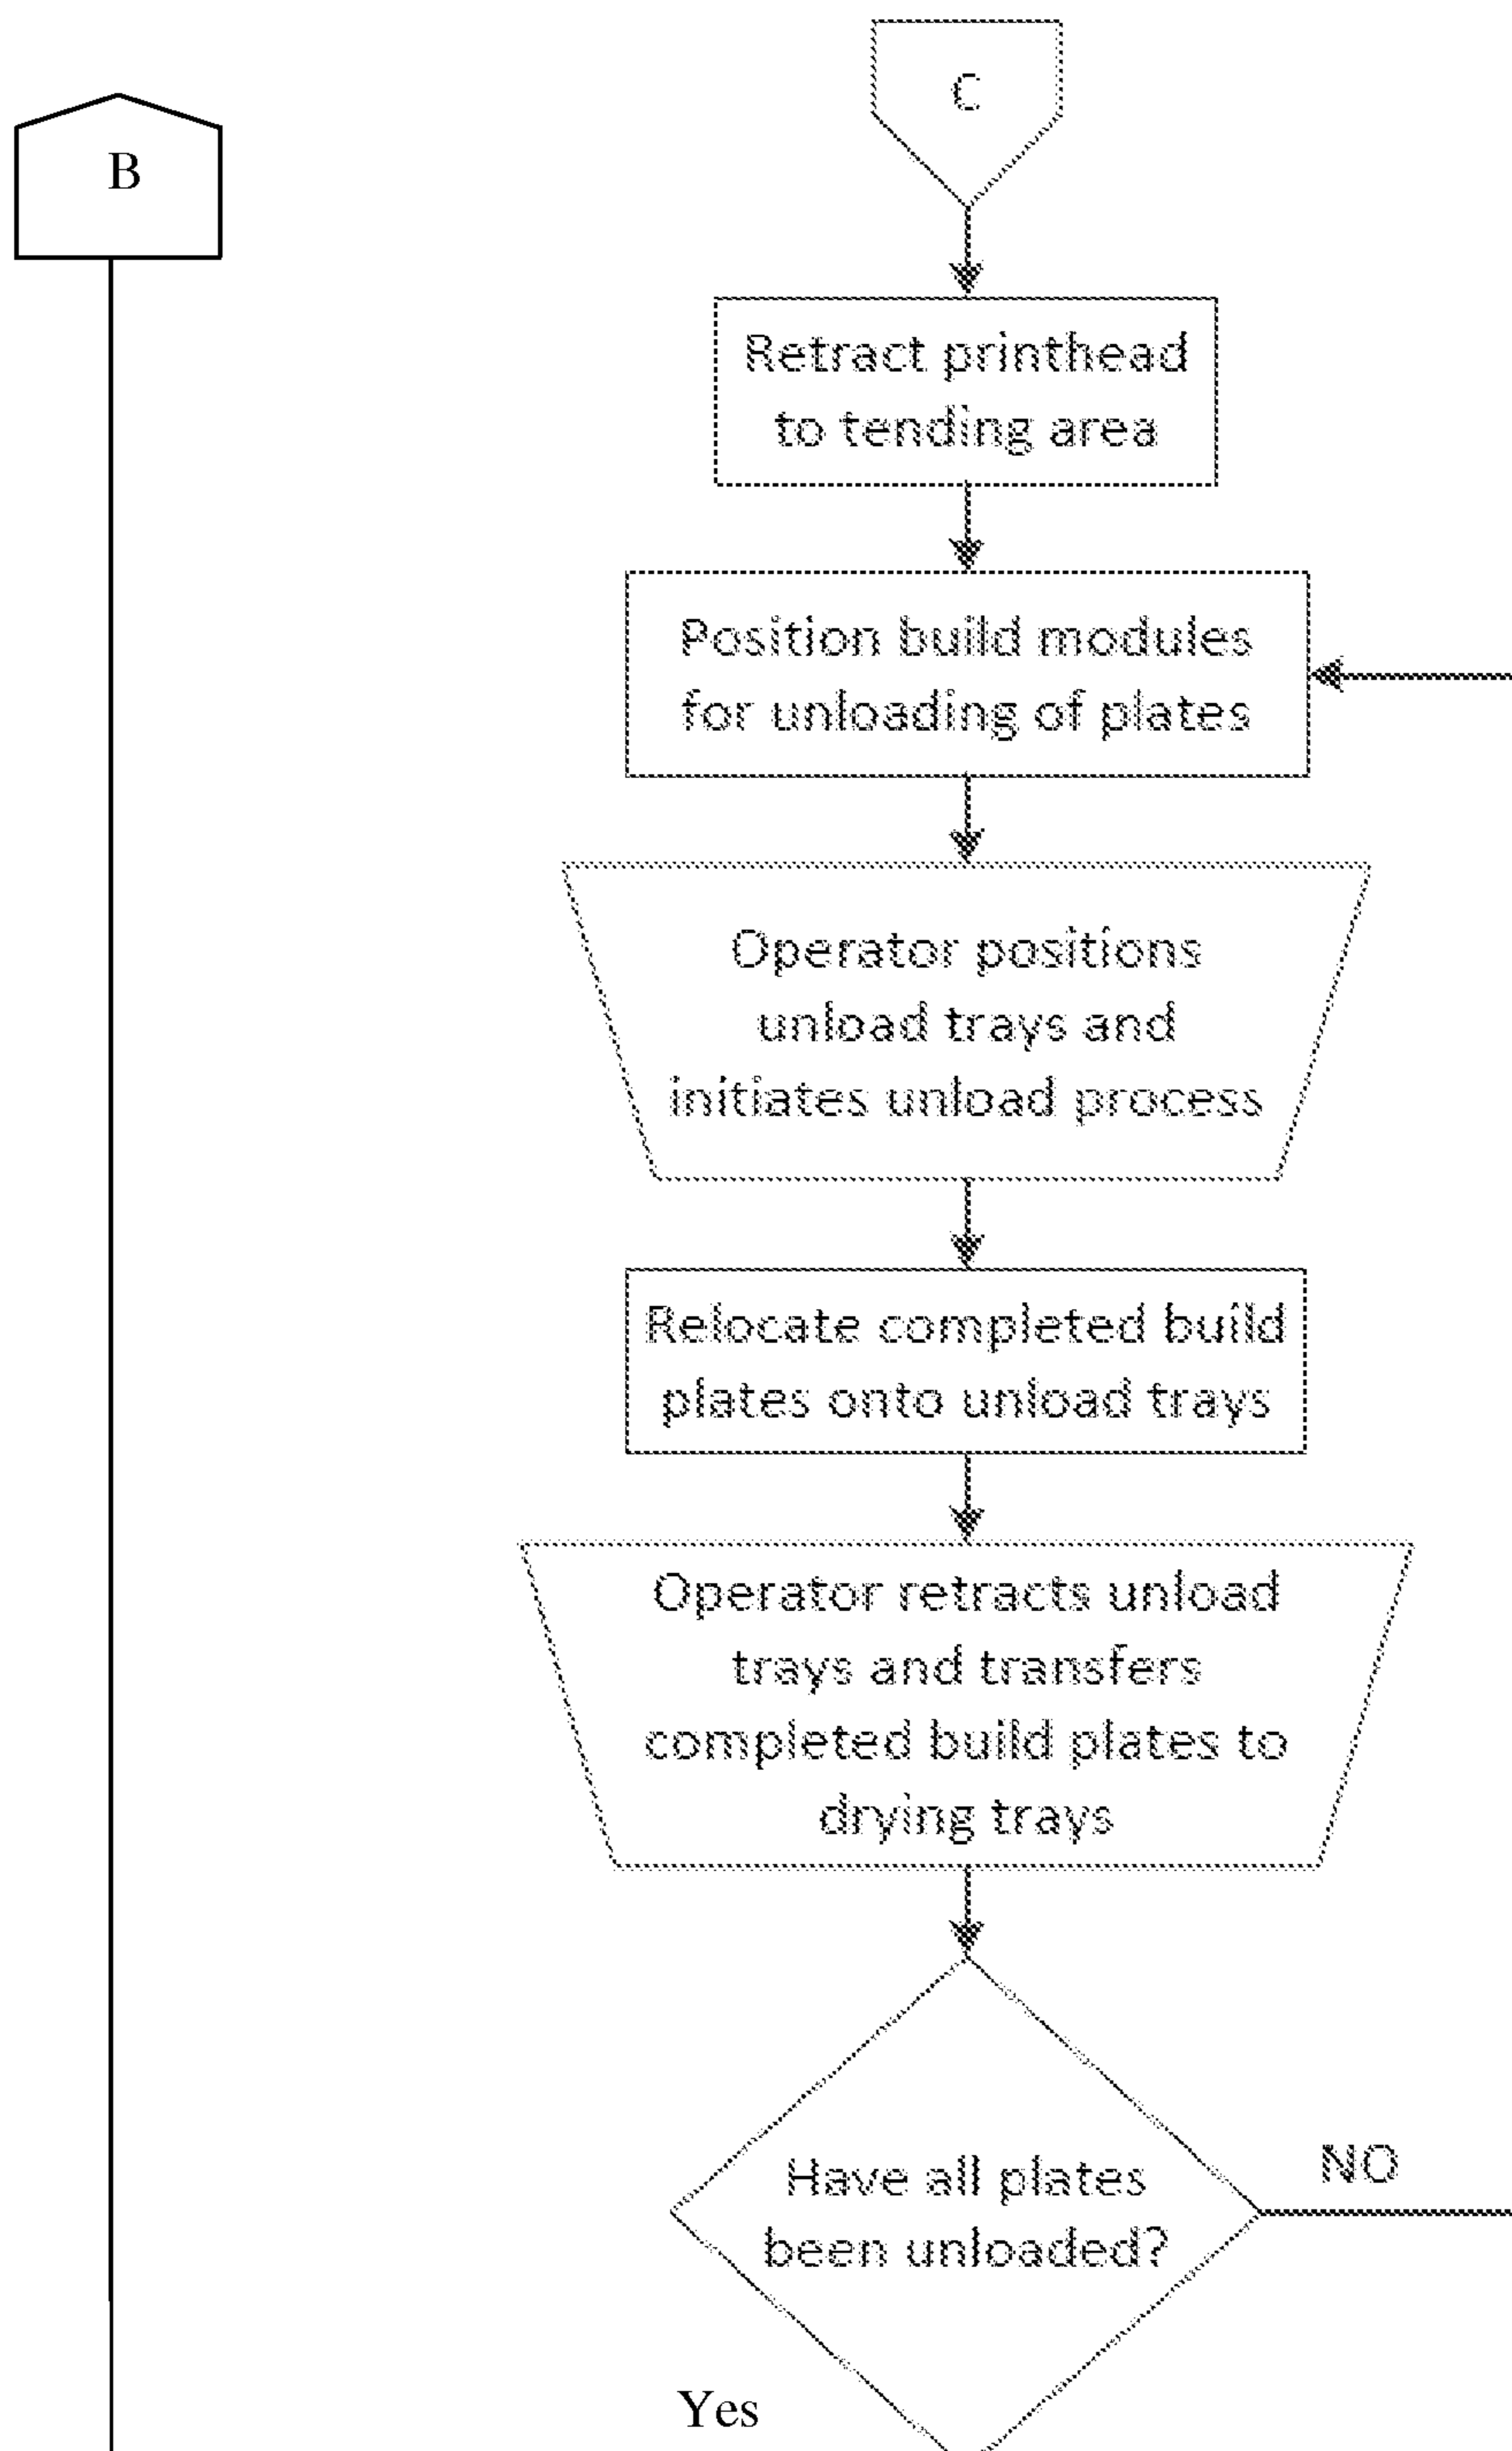 C
B
Retract printhead
to tending area
Position build modules
for unloading of plates
Operator positions
unload trays and
initiates unload process
Relocate completed build
plates onto unload trays
Operator retracts unload
trays and transfers
completed build plates to
drying trays
Have all plates
been unloaded?
NO
Yes